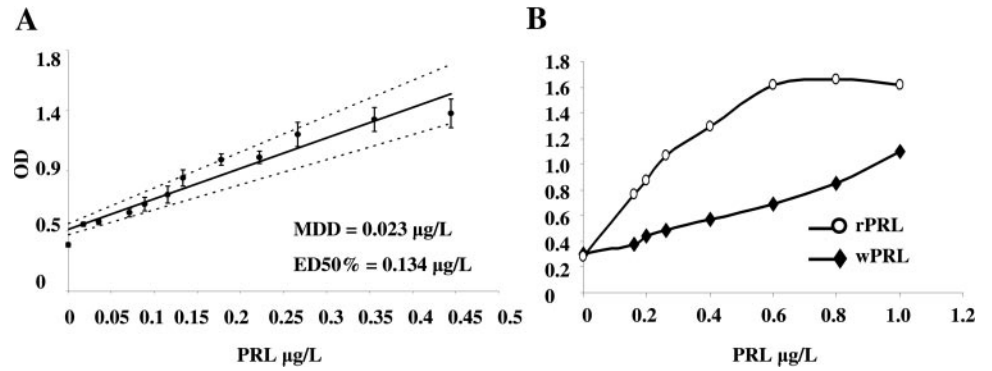 A
1.8
1.4
0.9
0.5
0
OD
MDD = 0.023 µg/L
ED50% = 0.134 µg/L
0 0.05 0.1 0.15 0.2 0.25 0.3 0.35 0.4 0.45 0.5
PRL µg/L
B
1.8
1.6
1.4
1.2
1.0
0.8
0.6
0.4
0.2
0
rPRL
wPRL
0 0.2 0.4 0.6 0.8 1.0 1.2
PRL µg/L